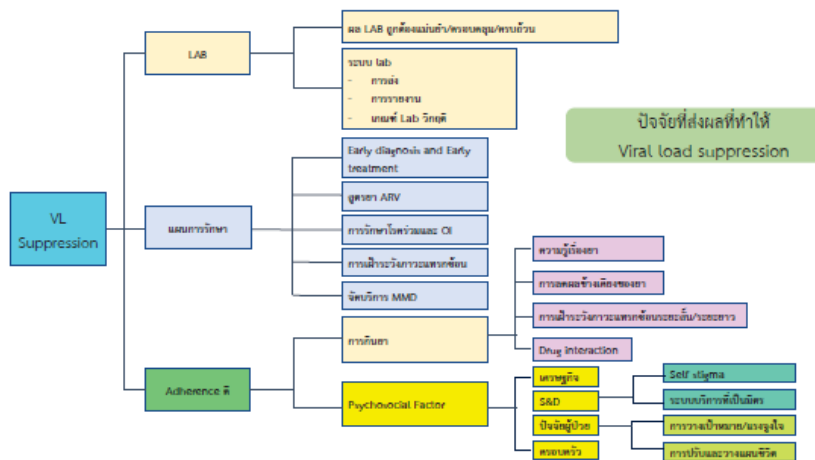 ผล LAB ถูกต้องแม่นยำ/ครอบคลุม/ครบถ้วน
LAB
ระบบ lab
- การส่ง
- การรายงาน
- เกณฑ์ Lab วิกฤติ
ปัจจัยที่ส่งผลที่ทำให้
Viral load suppression
Early diagnosis and Early
treatment
สูตรยา ARV
VL
Suppression
แผนการรักษา
การรักษาโรคร่วมและ OI
การเฝ้าระวังภาวะแทรกซ้อน
จัดบริการ MMD
ความรู้เรื่องยา
การลดผลข้างเคียงของยา
การเฝ้าระวังภาวะแทรกซ้อนระยะสั้น/ระยะยาว
Drug interaction
การกินยา
Adherence ดี
Psychosocial Factor
เศรษฐกิจ
S&D
ปัจจัยผู้ป่วย
ครอบครัว
Self stigma
ระบบบริการที่เป็นมิตร
การวางเป้าหมาย/แรงจูงใจ
การปรับและวางแผนชีวิต